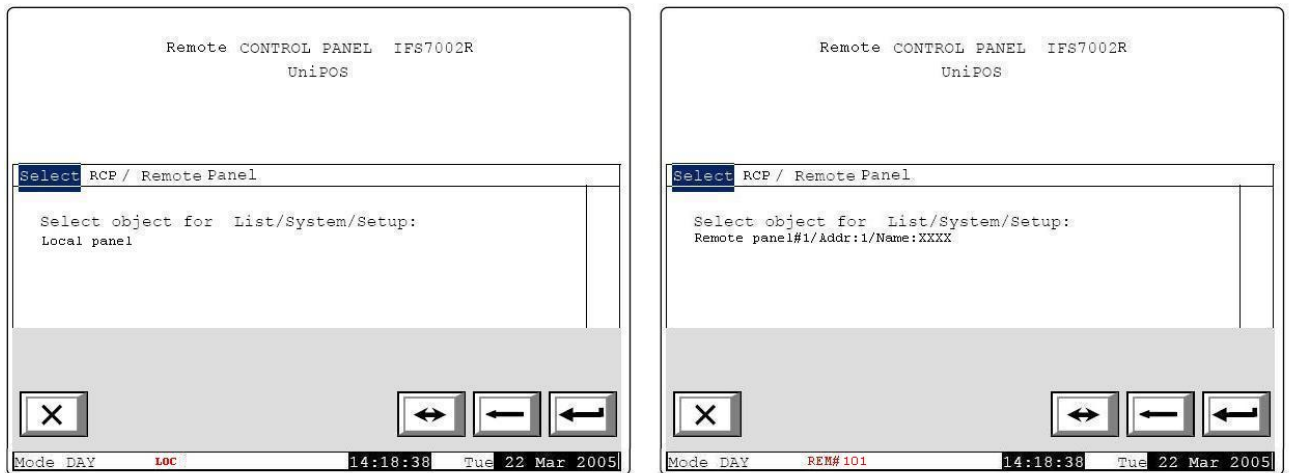 Remote CONTROL PANEL IFS7002R
UniPOS
Select RCP / Remote Panel
Select object for List/System/Setup:
Local panel
Mode DAY LOC 14:18:38 Tue 22 Mar 2005
Remote CONTROL PANEL IFS7002R
UniPOS
Select RCP / Remote Panel
Select object for List/System/Setup:
Remote panel#1/Addr:1/Name:XXXX
Mode DAY REM#101 14:18:38 Tue 22 Mar 2005